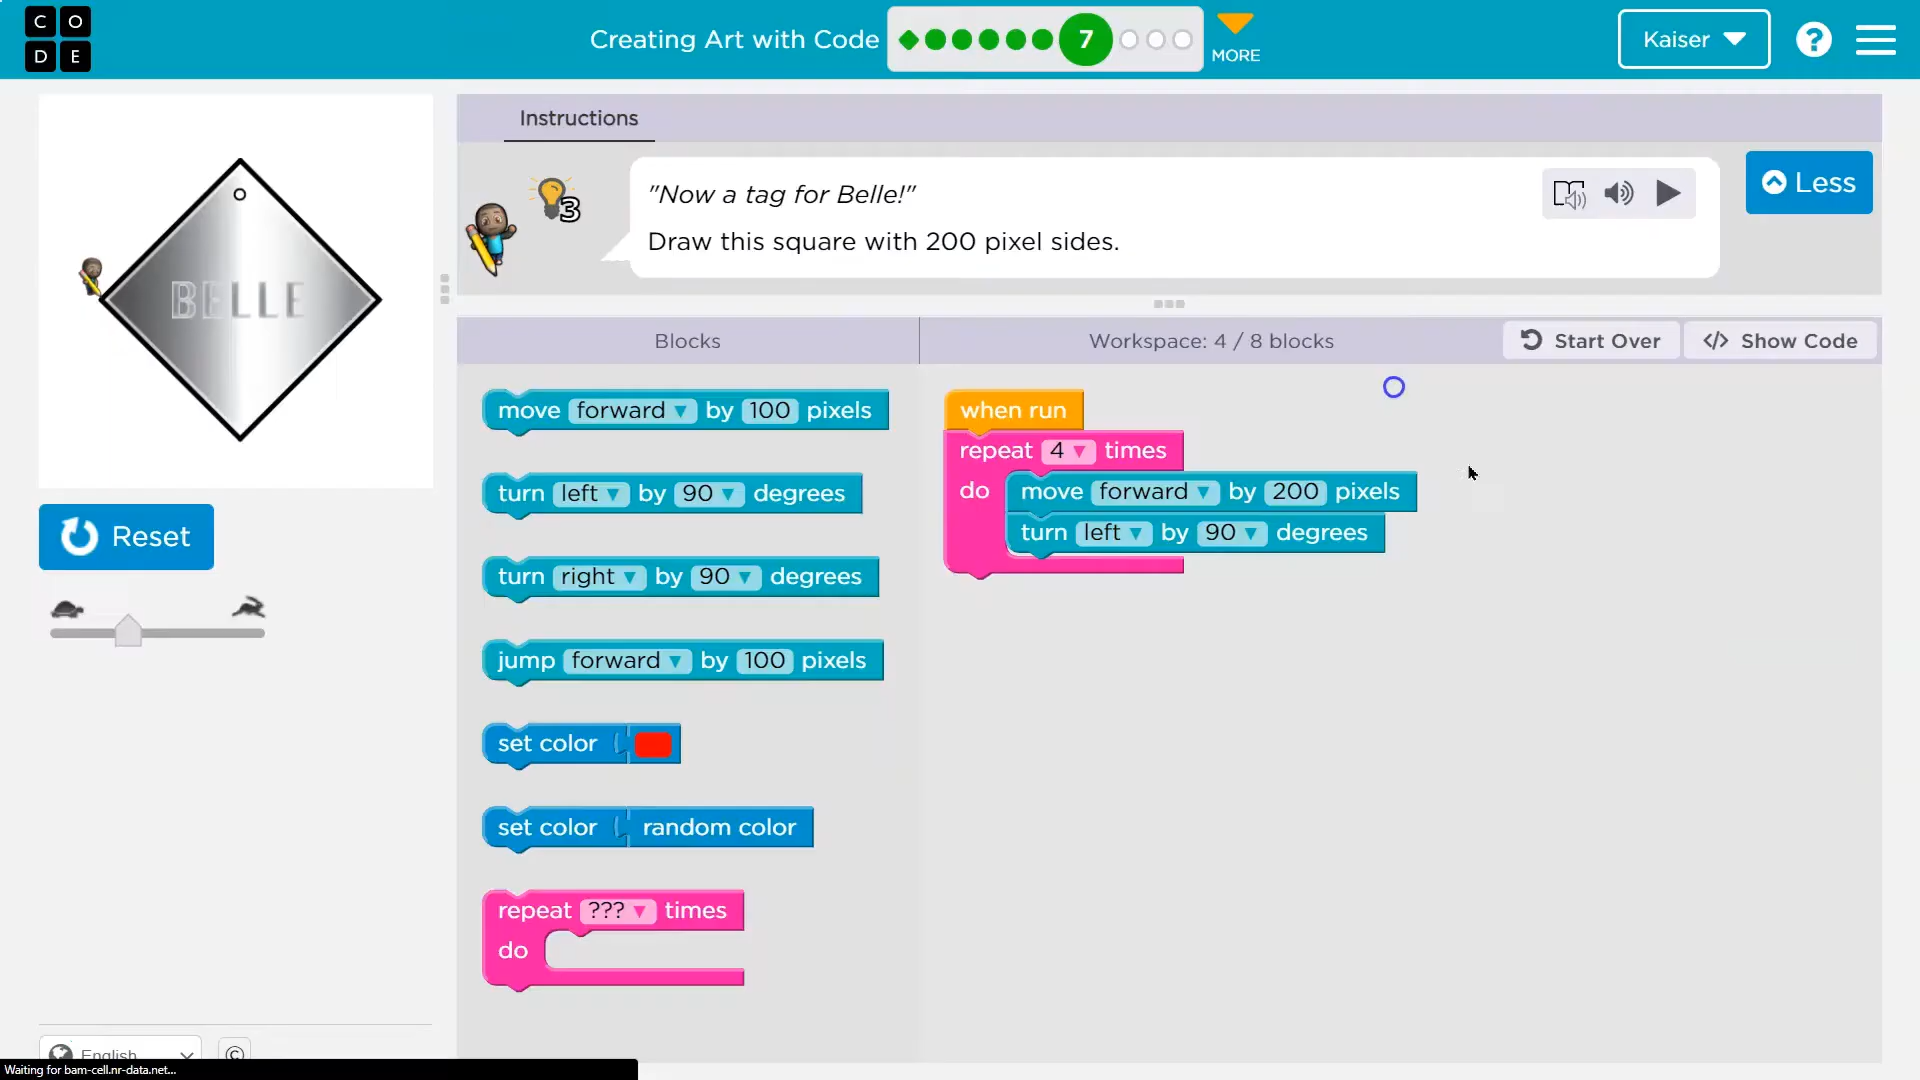 C O
D E
Creating Art with Code
7
MORE
Kaiser
?
Instructions
3
"Now a tag for Belle!"
Draw this square with 200 pixel sides.
Less
BELLE
Blocks
Workspace: 4 / 8 blocks
Start Over
</> Show Code
move forward by 100 pixels
turn left by 90 degrees
turn right by 90 degrees
jump forward by 100 pixels
set color
set color random color
repeat ??? times
do
when run
repeat 4 times
do
move forward by 200 pixels
turn left by 90 degrees
Reset
English
©
Waiting for bam-cell.nr-data.net...